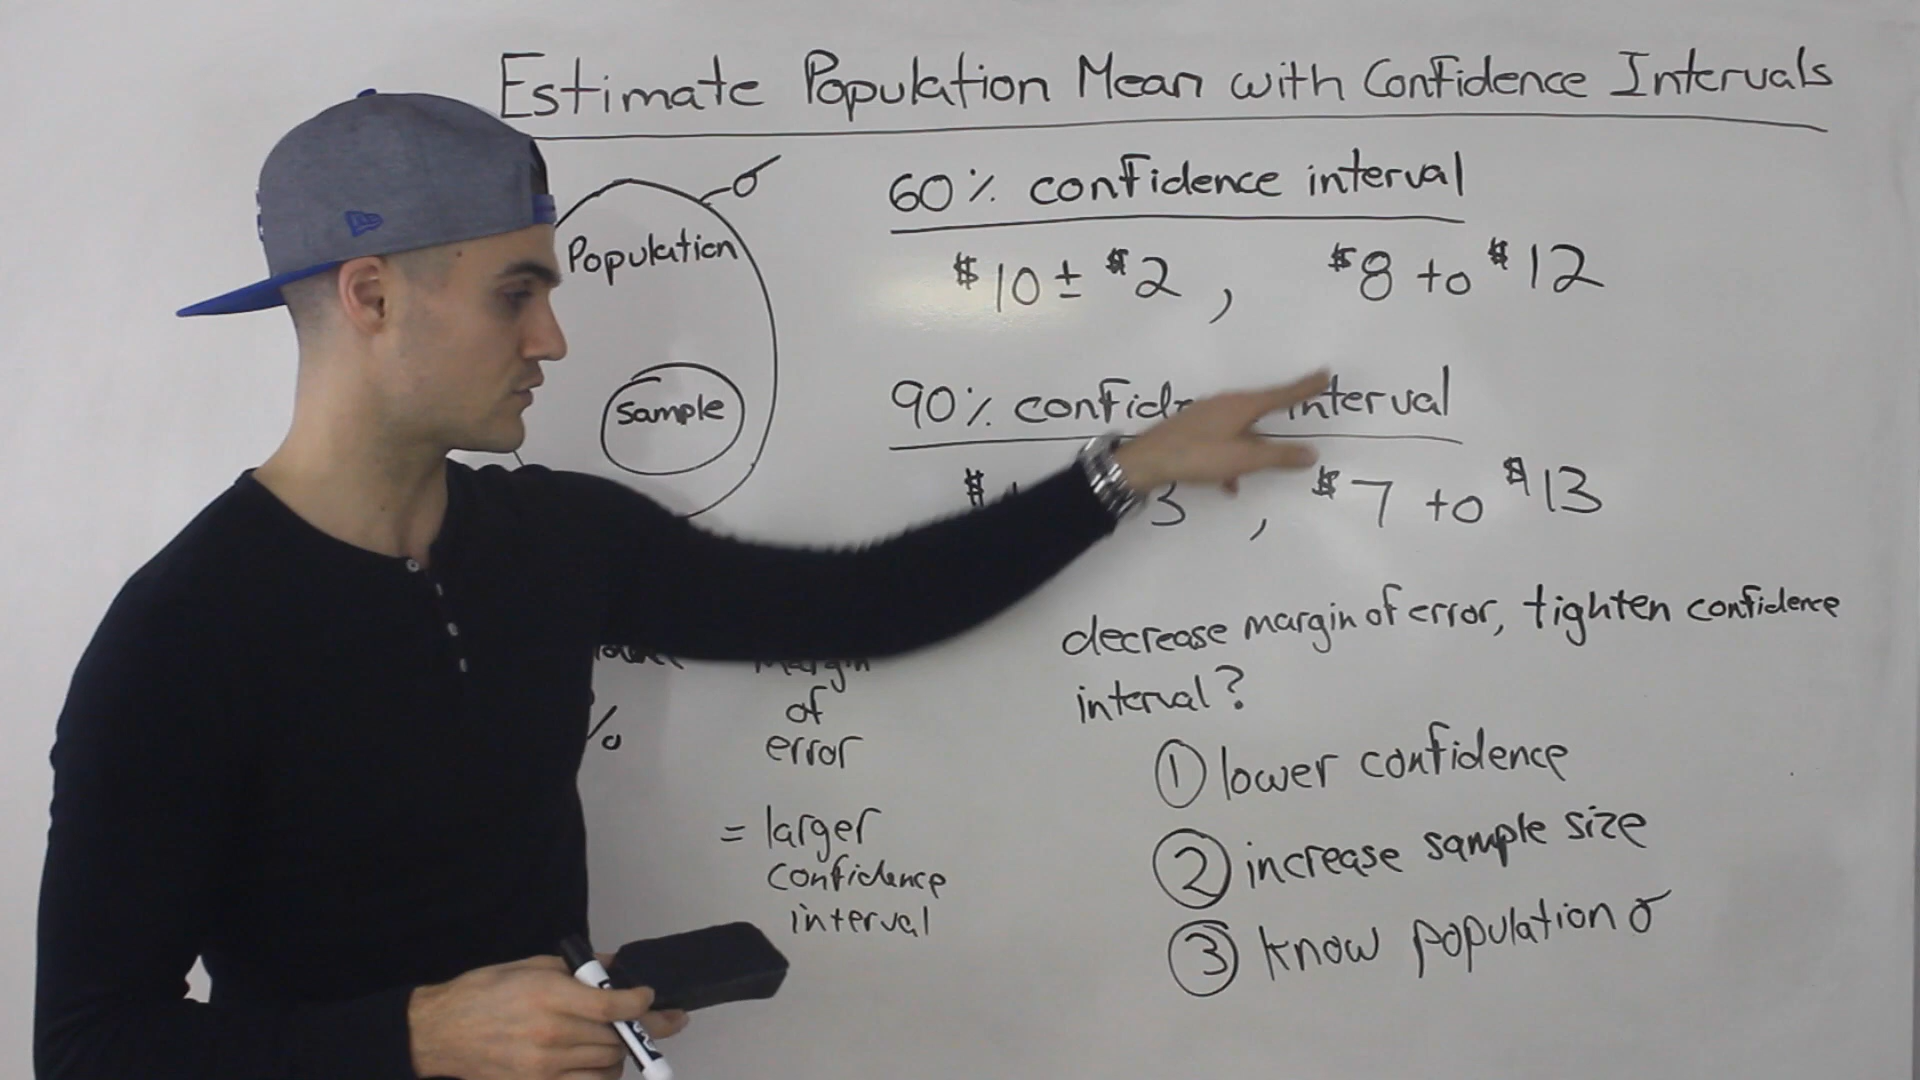 Estimate Population Mean with Confidence Intervals
σ
Population
Sample
60% confidence interval
$10 ± $2, $8 to $12
90% interval
$ 3, $7 to $13
decrease margin of error, tighten confidence
interval?
① lower confidence
② increase sample size
③ know population σ
%
margin
of
error
= larger
confidence
interval